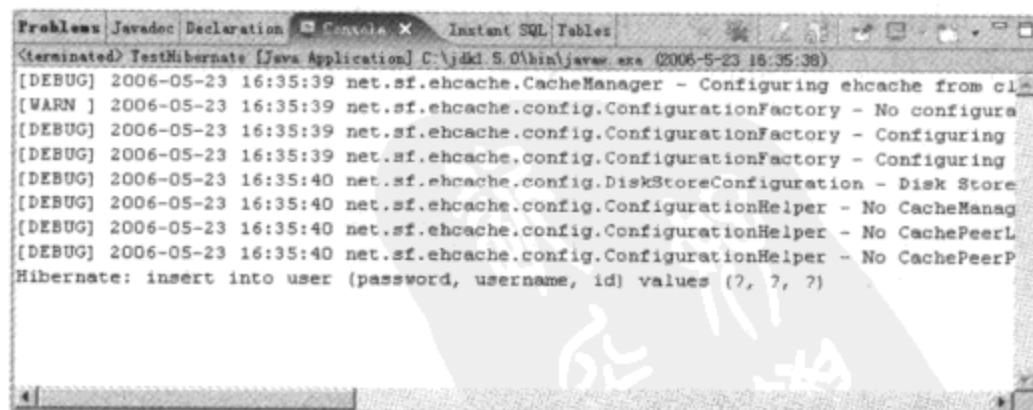 Problems Javadoc Declaration Console X Instant SQL Tables
<terminated> TestHibernate [Java Application] C:\jdk1.5.0\bin\javaw.exe (2006-5-23 16:35:38)
[DEBUG] 2006-05-23 16:35:39 net.sf.ehcache.CacheManager - Configuring ehcache from cl
[WARN ] 2006-05-23 16:35:39 net.sf.ehcache.config.ConfigurationFactory - No configura
[DEBUG] 2006-05-23 16:35:39 net.sf.ehcache.config.ConfigurationFactory - Configuring
[DEBUG] 2006-05-23 16:35:39 net.sf.ehcache.config.ConfigurationFactory - Configuring
[DEBUG] 2006-05-23 16:35:40 net.sf.ehcache.config.DiskStoreConfiguration - Disk Store
[DEBUG] 2006-05-23 16:35:40 net.sf.ehcache.config.ConfigurationHelper - No CacheManag
[DEBUG] 2006-05-23 16:35:40 net.sf.ehcache.config.ConfigurationHelper - No CachePeerL
[DEBUG] 2006-05-23 16:35:40 net.sf.ehcache.config.ConfigurationHelper - No CachePeerP
Hibernate: insert into user (password, username, id) values (?, ?, ?)